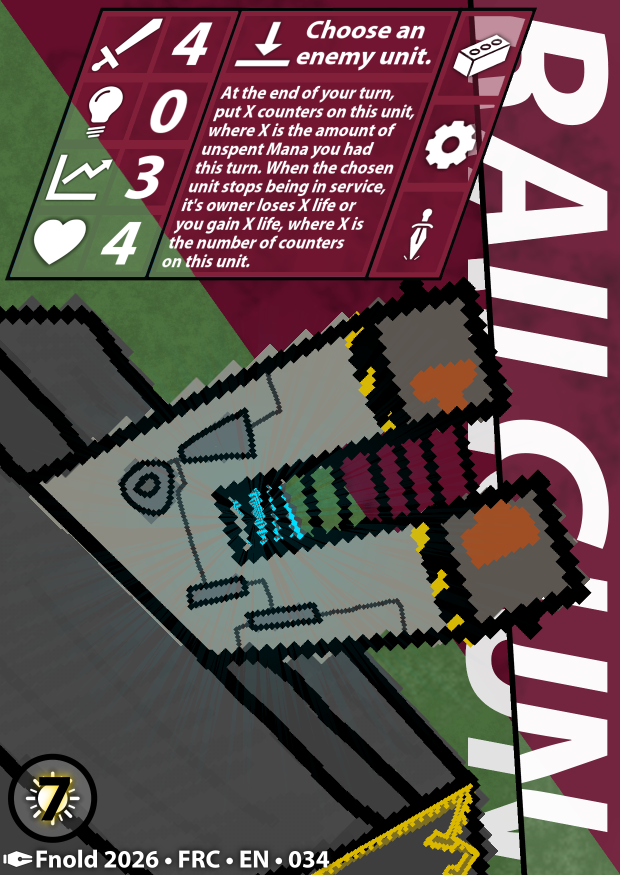 4
0
3
4
Choose an
enemy unit.
At the end of your turn,
put X counters on this unit,
where X is the amount of
unspent Mana you had
this turn. When the chosen
unit stops being in service,
it's owner loses X life or
you gain X life, where X is
the number of counters
on this unit.
RAILGUN
7
Fnold 2026 • FRC • EN • 034